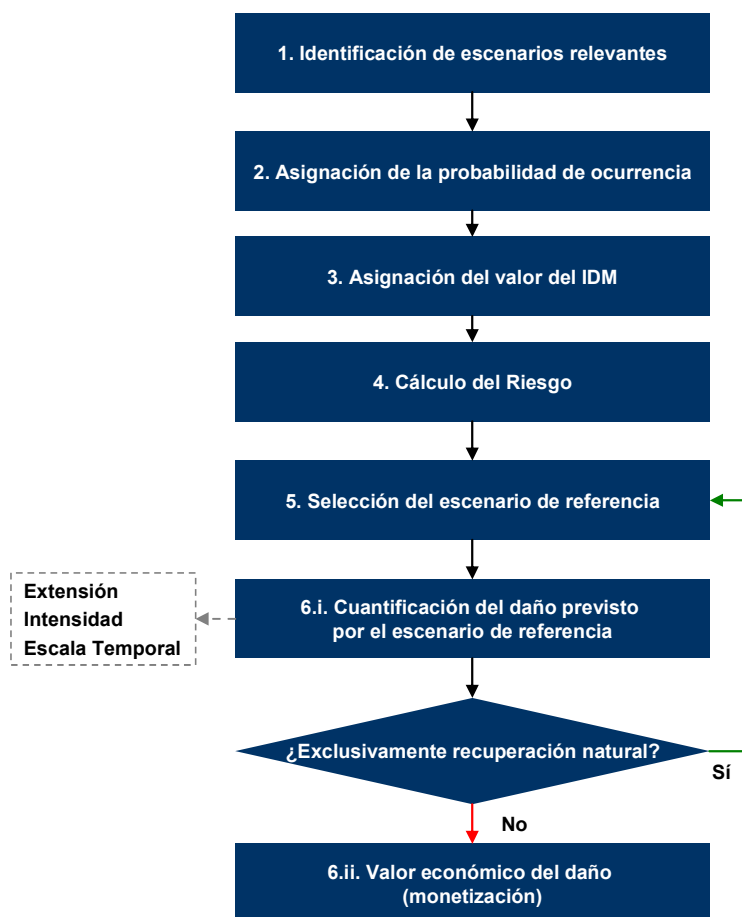 1. Identificación de escenarios relevantes
2. Asignación de la probabilidad de ocurrencia
3. Asignación del valor del IDM
4. Cálculo del Riesgo
5. Selección del escenario de referencia
Extensión
Intensidad
Escala Temporal
6.i. Cuantificación del daño previsto
por el escenario de referencia
¿Exclusivamente recuperación natural?
Sí
No
6.ii. Valor económico del daño
(monetización)